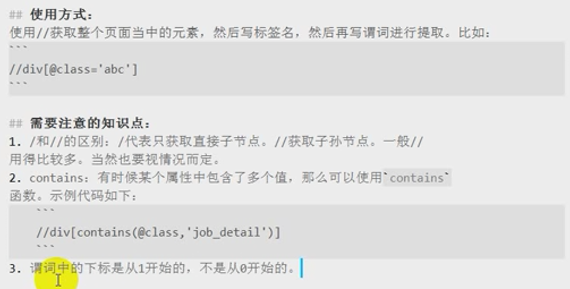 ## 使用方式：
使用//获取整个页面当中的元素，然后写标签名，然后再写谓词进行提取。比如：
```
//div[@class='abc']
```
## 需要注意的知识点：
1. /和//的区别：/代表只获取直接子节点。//获取子孙节点。一般//
用得比较多。当然也要视情况而定。
2. contains：有时候某个属性中包含了多个值，那么可以使用`contains`
函数。示例代码如下：
```
//div[contains(@class,'job_detail')]
```
3. 谓词中的下标是从1开始的，不是从0开始的。